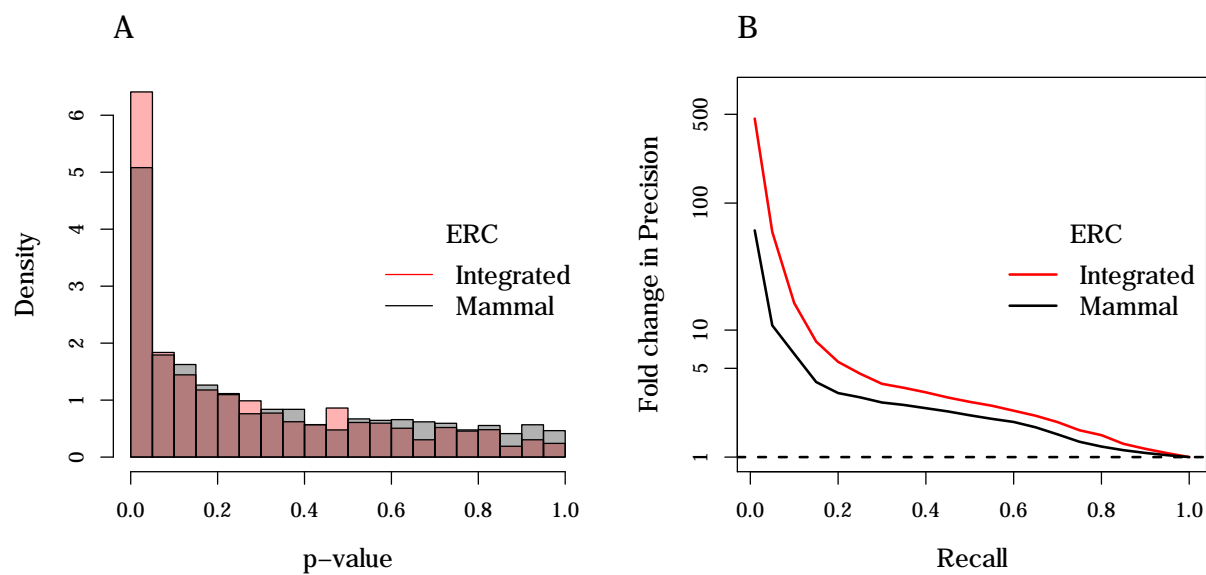 A
Density
0
1
2
3
4
5
6
ERC
Integrated
Mammal
0.0 0.2 0.4 0.6 0.8 1.0
p−value
B
Fold change in Precision
1
5
10
100
500
ERC
Integrated
Mammal
0.0 0.2 0.4 0.6 0.8 1.0
Recall